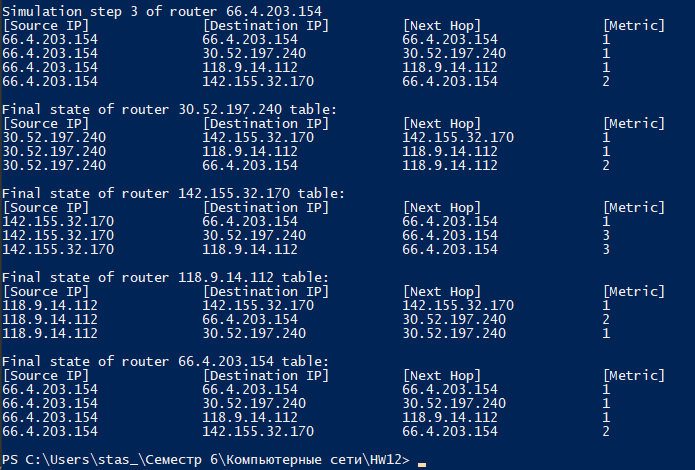 Simulation step 3 of router 66.4.203.154
[Source IP] [Destination IP] [Next Hop] [Metric]
66.4.203.154 66.4.203.154 66.4.203.154 1
66.4.203.154 30.52.197.240 30.52.197.240 1
66.4.203.154 118.9.14.112 118.9.14.112 1
66.4.203.154 142.155.32.170 66.4.203.154 2
Final state of router 30.52.197.240 table:
[Source IP] [Destination IP] [Next Hop] [Metric]
30.52.197.240 142.155.32.170 142.155.32.170 1
30.52.197.240 118.9.14.112 118.9.14.112 1
30.52.197.240 66.4.203.154 118.9.14.112 2
Final state of router 142.155.32.170 table:
[Source IP] [Destination IP] [Next Hop] [Metric]
142.155.32.170 66.4.203.154 66.4.203.154 1
142.155.32.170 30.52.197.240 66.4.203.154 3
142.155.32.170 118.9.14.112 66.4.203.154 3
Final state of router 118.9.14.112 table:
[Source IP] [Destination IP] [Next Hop] [Metric]
118.9.14.112 142.155.32.170 142.155.32.170 1
118.9.14.112 66.4.203.154 30.52.197.240 2
118.9.14.112 30.52.197.240 30.52.197.240 1
Final state of router 66.4.203.154 table:
[Source IP] [Destination IP] [Next Hop] [Metric]
66.4.203.154 66.4.203.154 66.4.203.154 1
66.4.203.154 30.52.197.240 30.52.197.240 1
66.4.203.154 118.9.14.112 118.9.14.112 1
66.4.203.154 142.155.32.170 66.4.203.154 2
PS C:\Users\stas_\Семестр 6\Компьютерные сети\HW12>